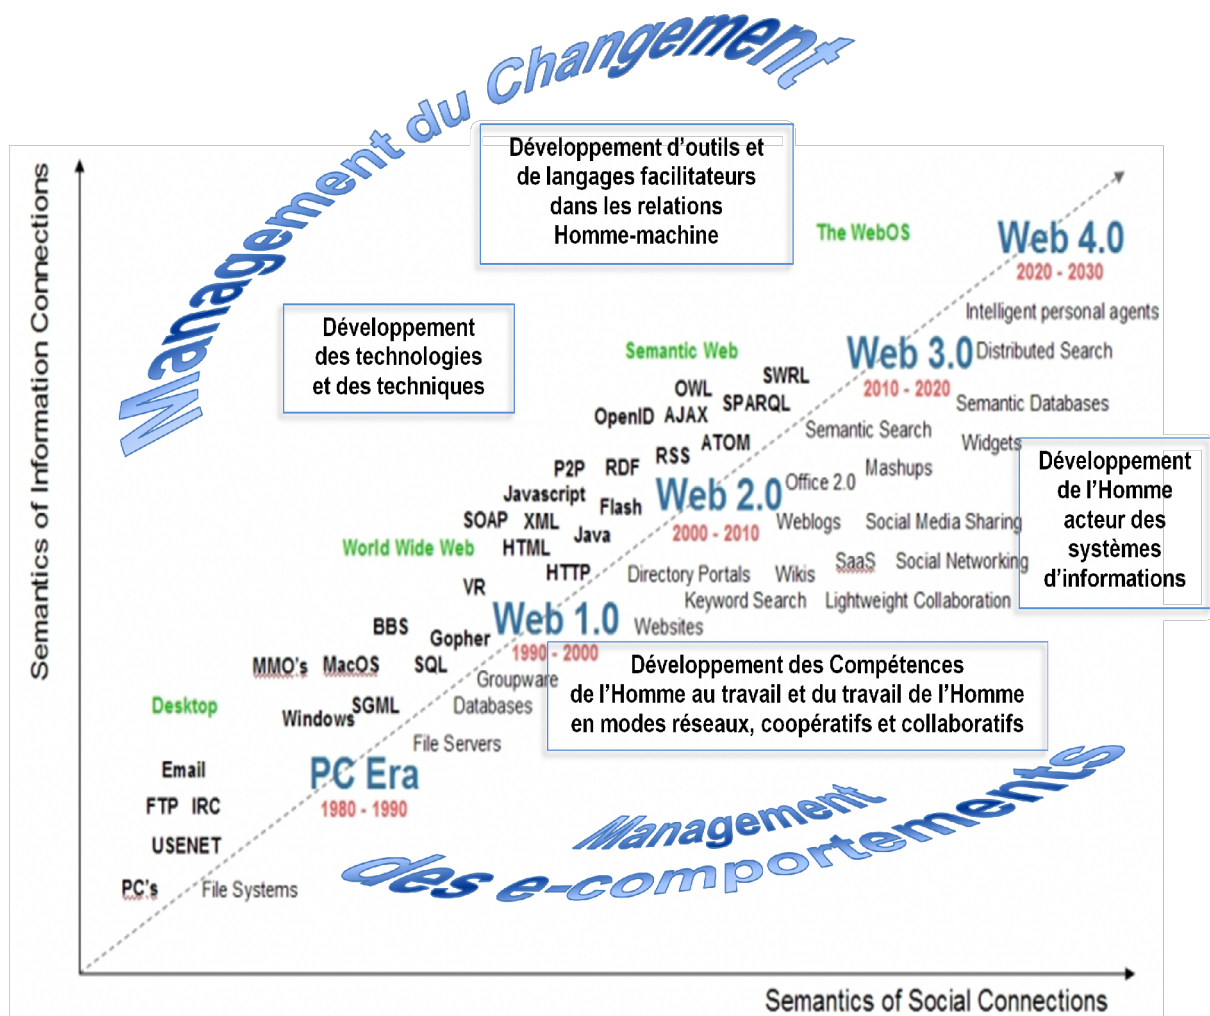 Management du Changement
Développement d'outils et
de langages facilitateurs
dans les relations
Homme-machine
Développement
des technologies
et des techniques
Semantics of Information Connections
The WebOS
Web 4.0
2020 - 2030
Intelligent personal agents
Semantic Web
Web 3.0
2010 - 2020
Distributed Search
SWRL
OWL
SPARQL
Semantic Databases
OpenID
AJAX
ATOM
Semantic Search
Widgets
RSS
P2P
RDF
Mashups
Développement
de l'Homme
acteur des
systèmes
d'informations
Javascript
Flash
Web 2.0
2000 - 2010
Office 2.0
SOAP
XML
Java
Weblogs
Social Media Sharing
World Wide Web
HTML
HTTP
Directory Portals
Wikis
SaaS
Social Networking
VR
Keyword Search
Lightweight Collaboration
BBS
Gopher
Web 1.0
1990 - 2000
Websites
MMO's
MacOS
SQL
Groupware
Développement des Compétences
de l'Homme au travail et du travail de l'Homme
en modes réseaux, coopératifs et collaboratifs
Desktop
Windows
SGML
Databases
File Servers
Email
PC Era
1980 - 1990
FTP
IRC
USENET
PC's
File Systems
Management
des e-comportements
Semantics of Social Connections